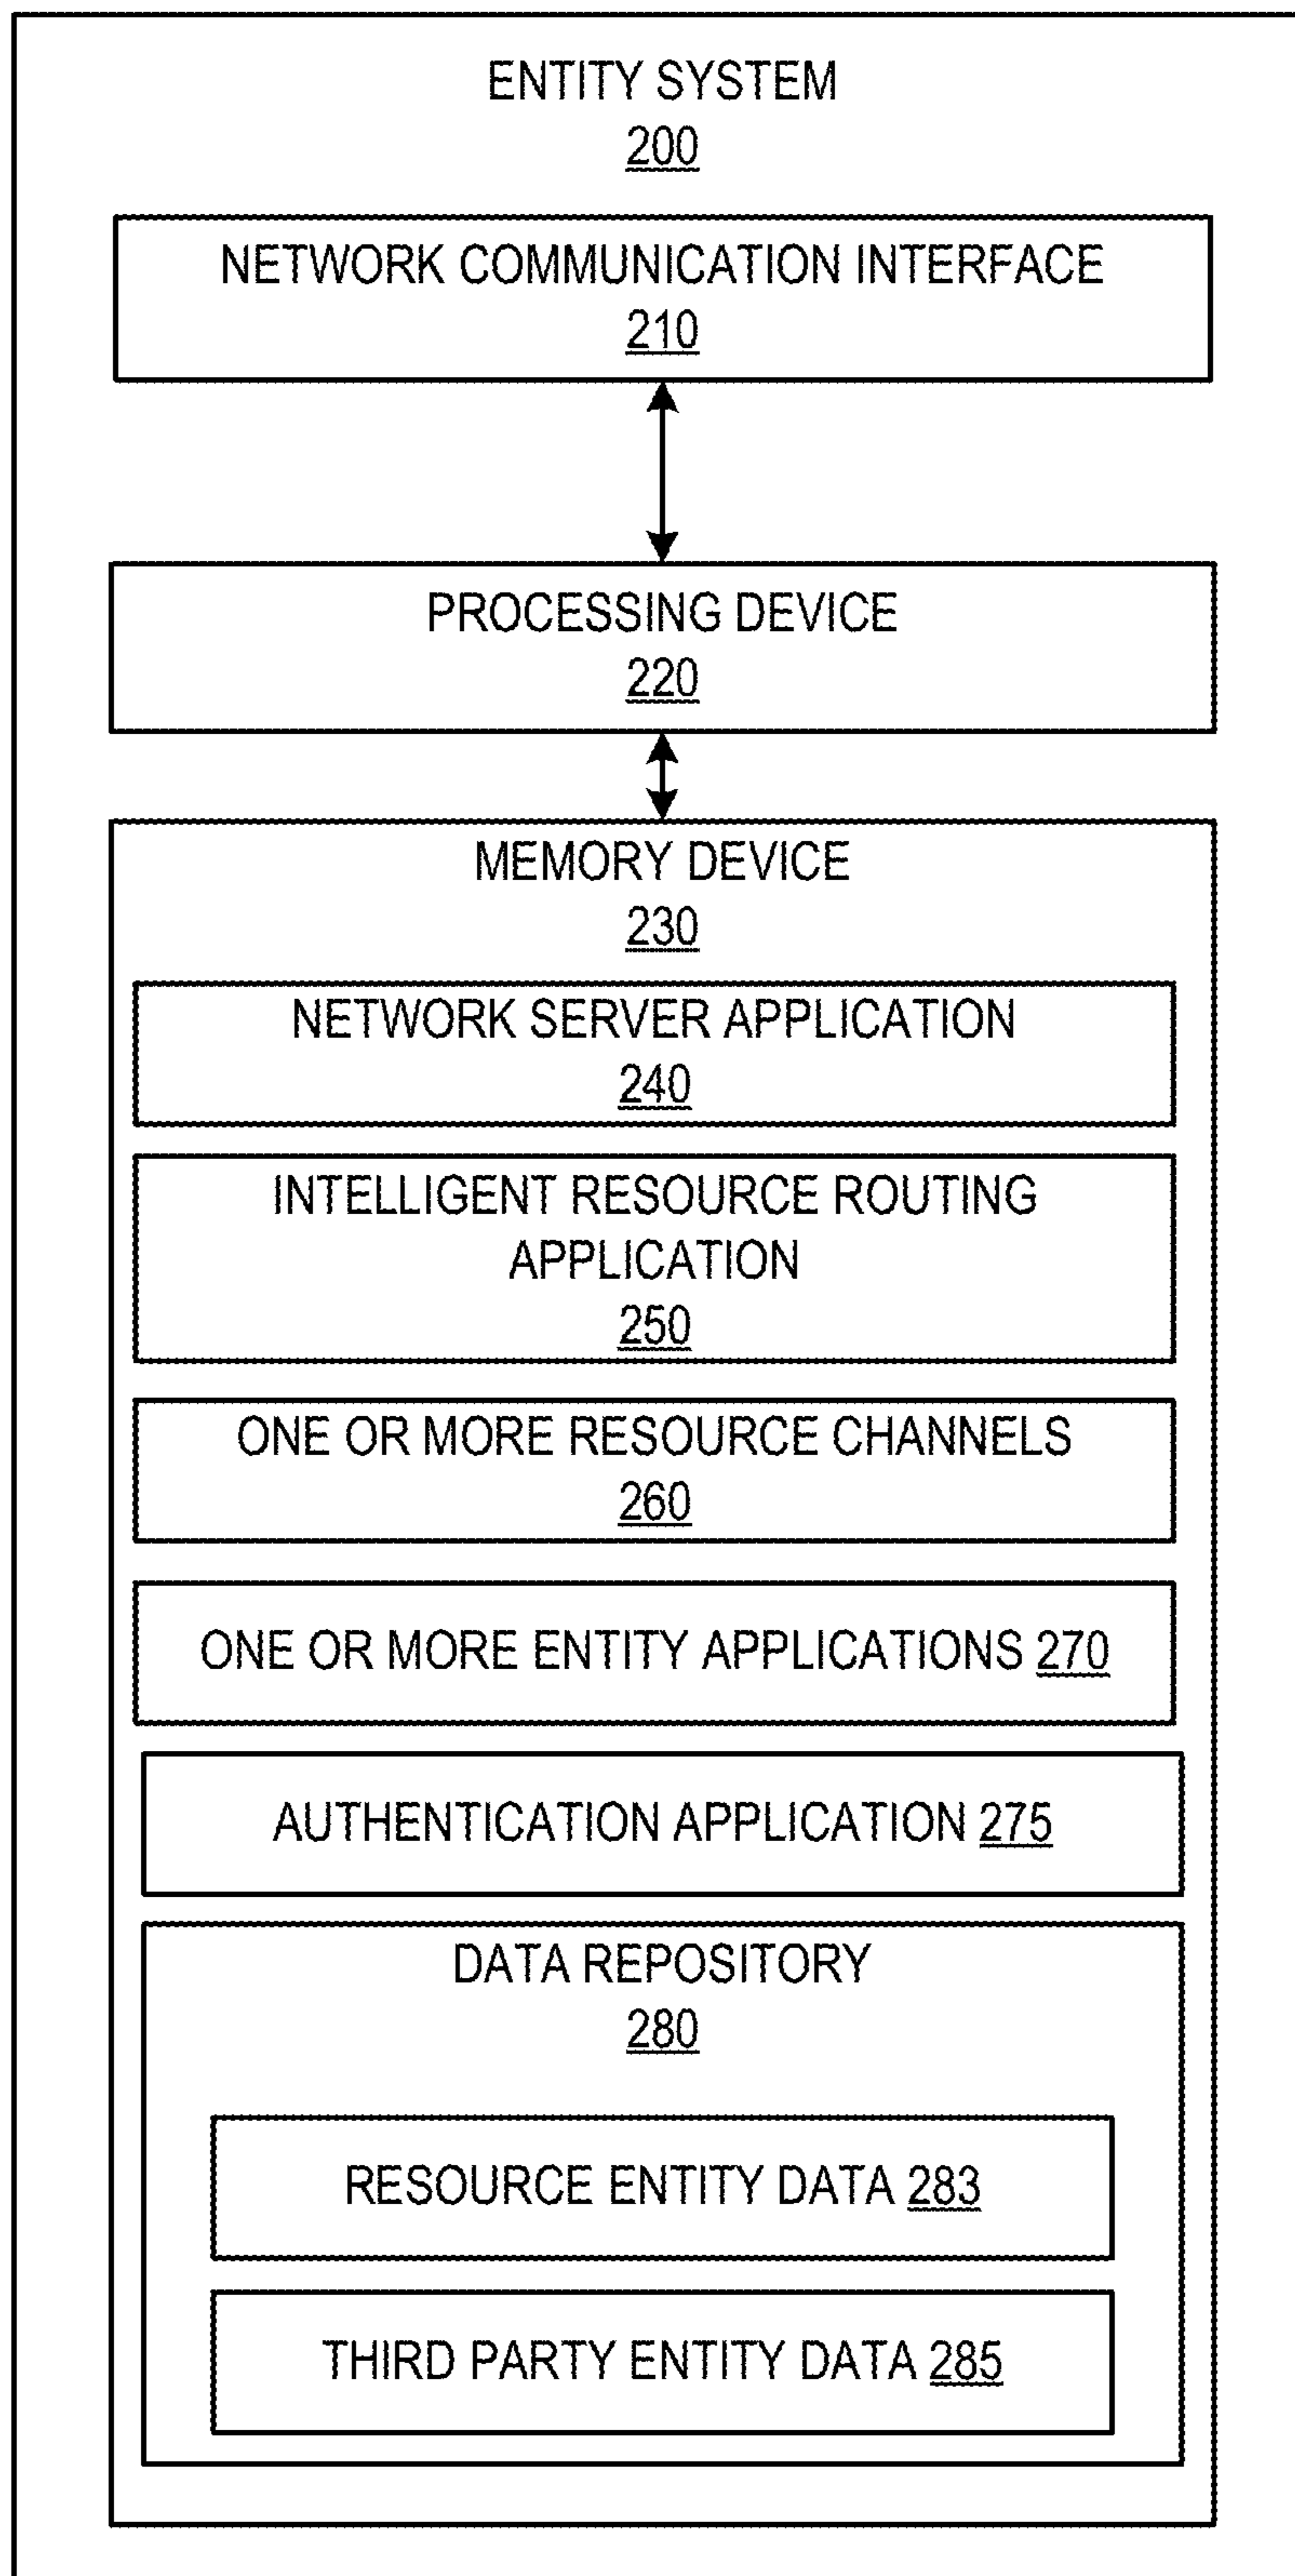 ENTITY SYSTEM
200
NETWORK COMMUNICATION INTERFACE
210
PROCESSING DEVICE
220
MEMORY DEVICE
230
NETWORK SERVER APPLICATION
240
INTELLIGENT RESOURCE ROUTING
APPLICATION
250
ONE OR MORE RESOURCE CHANNELS
260
ONE OR MORE ENTITY APPLICATIONS 270
AUTHENTICATION APPLICATION 275
DATA REPOSITORY
280
RESOURCE ENTITY DATA 283
THIRD PARTY ENTITY DATA 285